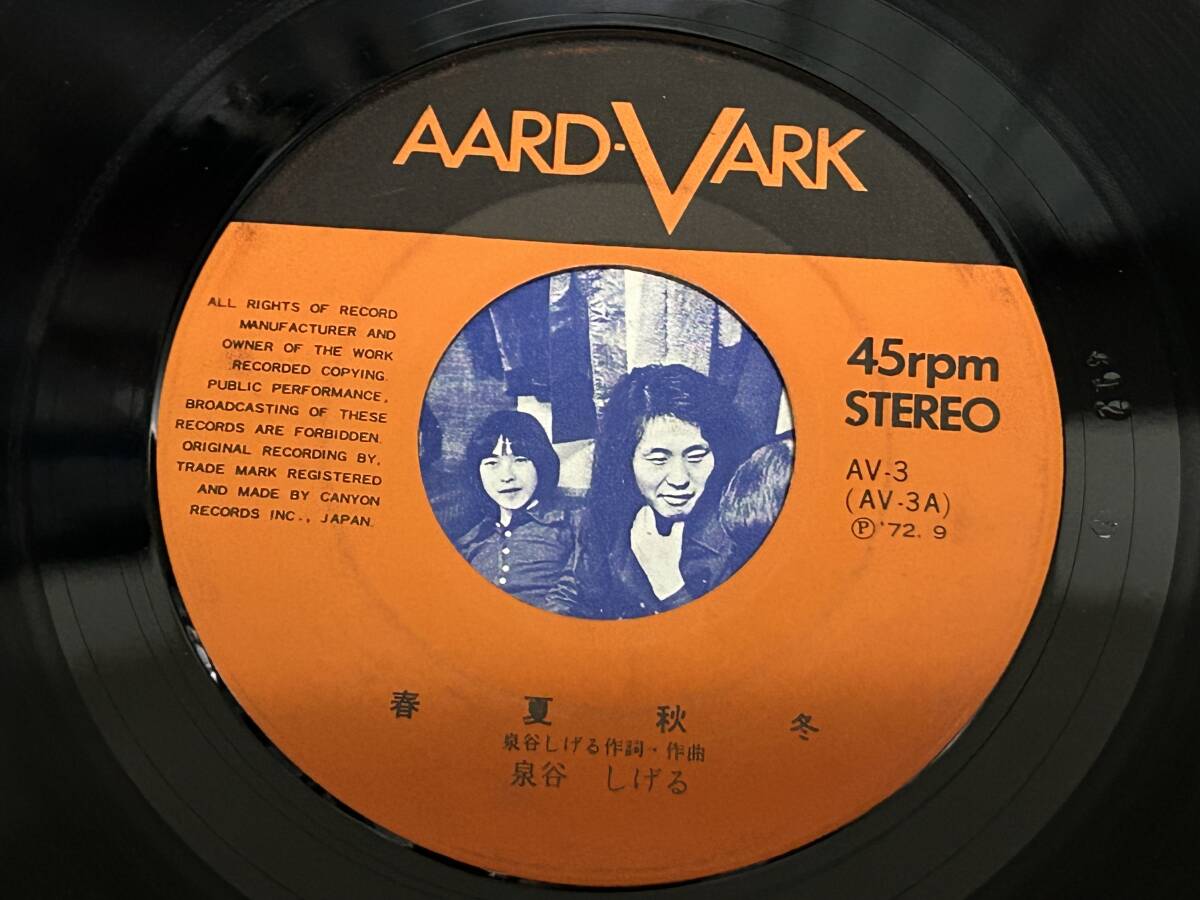 AARD-VARK
ALL RIGHTS OF RECORD
MANUFACTURER AND
OWNER OF THE WORK
RECORDED COPYING.
PUBLIC PERFORMANCE,
BROADCASTING OF THESE
RECORDS ARE FORBIDDEN.
ORIGINAL RECORDING BY,
TRADE MARK REGISTERED
AND MADE BY CANYON
RECORDS INC., JAPAN.
45rpm
STEREO
AV-3
(AV-3A)
Ⓟ '72. 9
春 夏 秋 冬
泉谷しげる作詞・作曲
泉谷 しげる